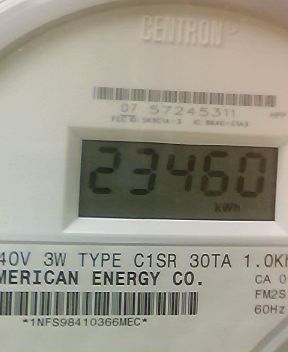 CENTRON
07 57245311
23460
kWh
40V 3W TYPE C1SR 30TA 1.0Kh
MERICAN ENERGY CO.
CA 0
FM2S
60Hz
*1NFS98410366MEC*